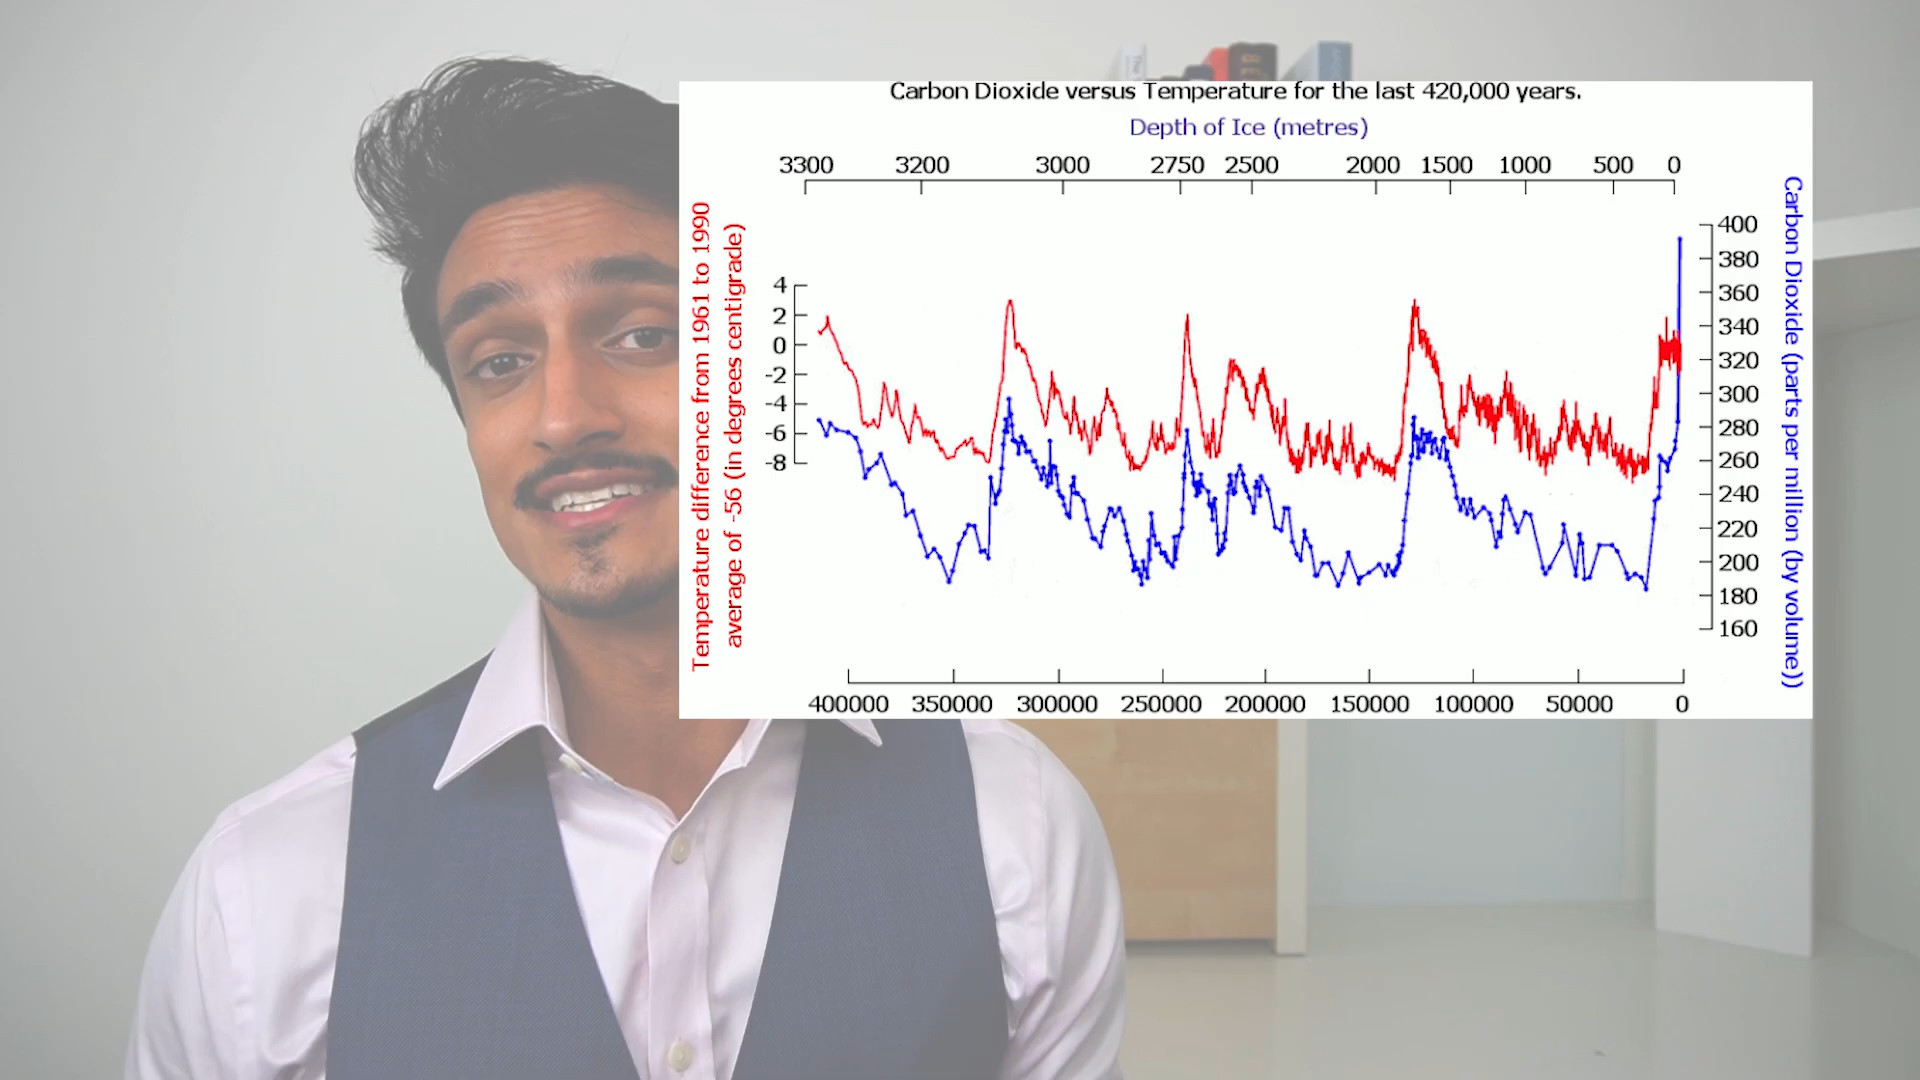 Carbon Dioxide versus Temperature for the last 420,000 years.
Depth of Ice (metres)
3300 3200 3000 2750 2500 2000 1500 1000 500 0
Temperature difference from 1961 to 1990
average of -56 (in degrees centigrade)
4
2
0
-2
-4
-6
-8
400
380
360
340
320
300
280
260
240
220
200
180
160
Carbon Dioxide (parts per million (by volume))
400000 350000 300000 250000 200000 150000 100000 50000 0